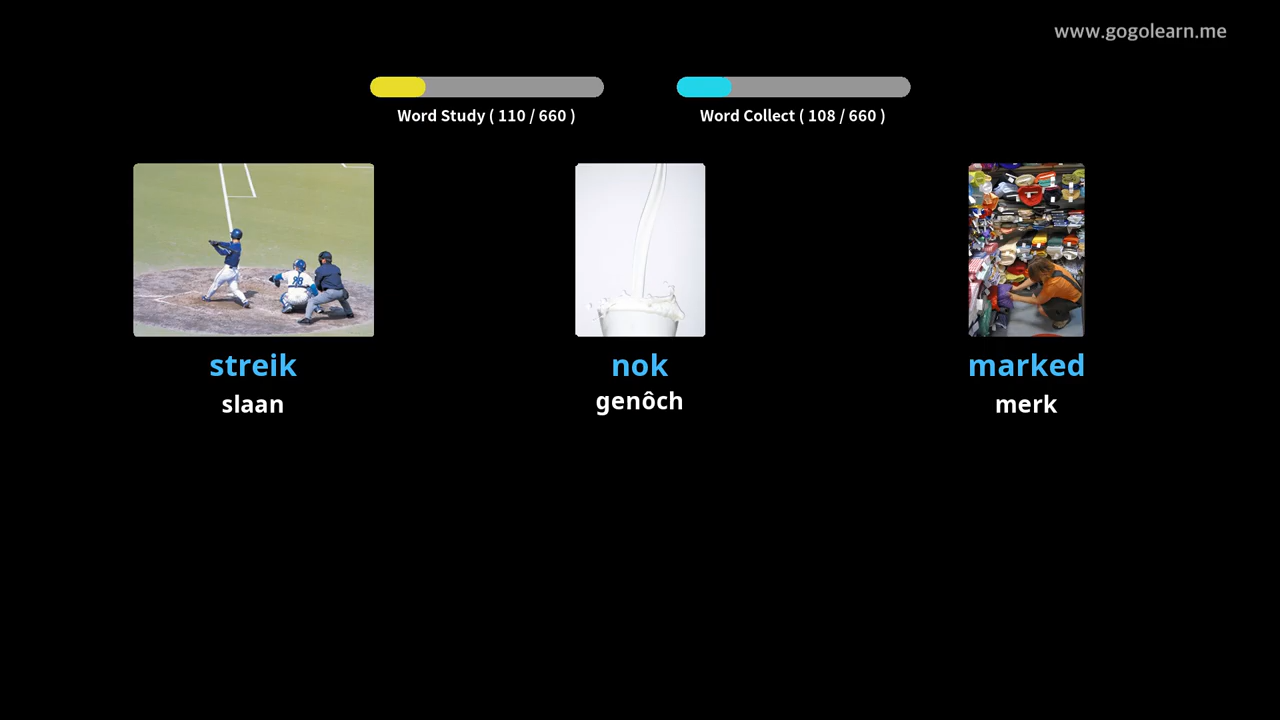 www.gogolearn.me
Word Study ( 110 / 660 )
Word Collect ( 108 / 660 )
streik
nok
marked
slaan
genôch
merk